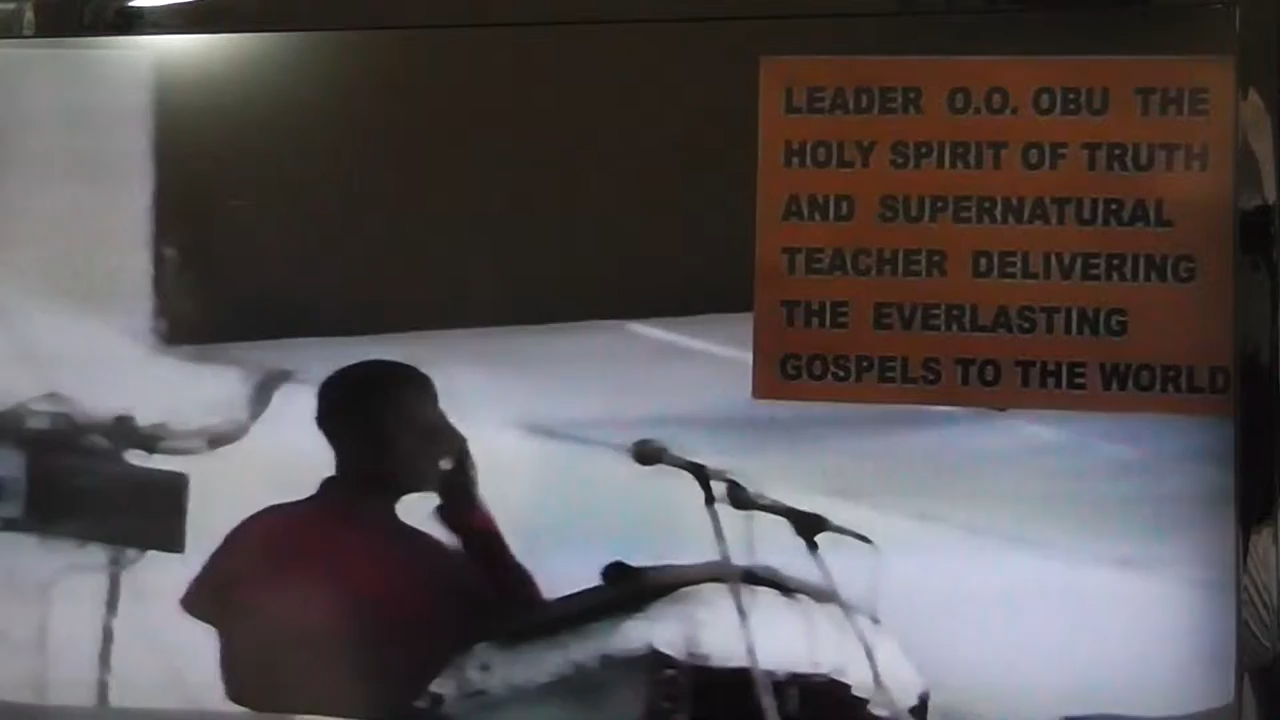 LEADER O.O. OBU THE
HOLY SPIRIT OF TRUTH
AND SUPERNATURAL
TEACHER DELIVERING
THE EVERLASTING
GOSPELS TO THE WORLD